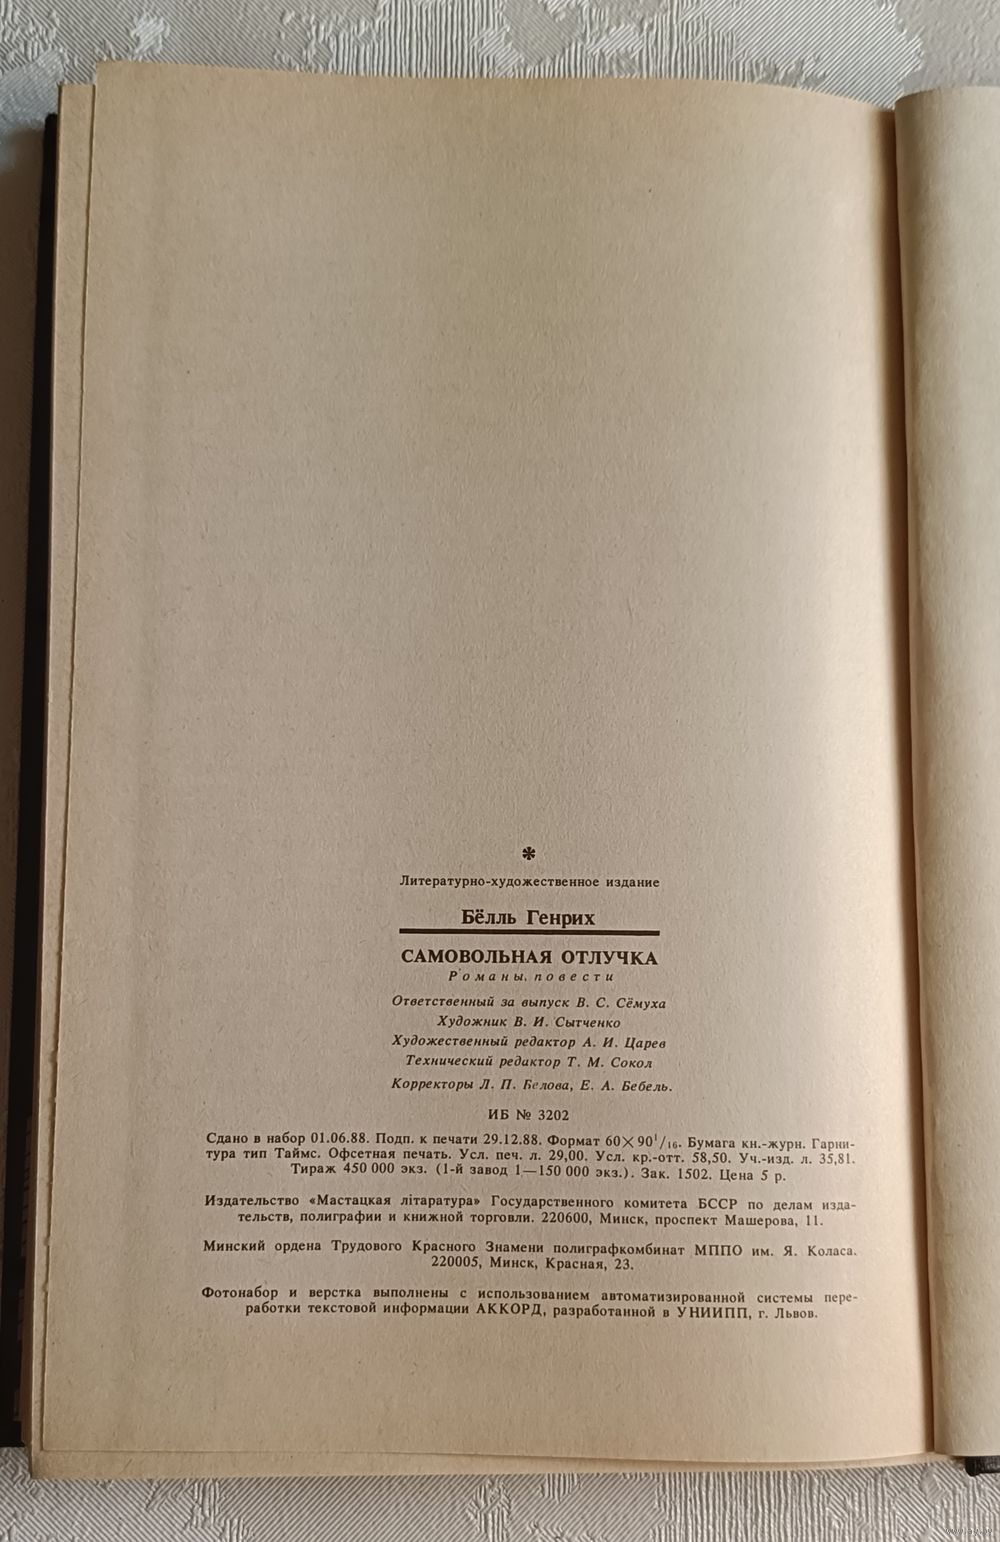 *
Литературно-художественное издание
Бёлль Генрих
САМОВОЛЬНАЯ ОТЛУЧКА
Романы, повести
Ответственный за выпуск В. С. Сёмуха
Художник В. И. Сытченко
Художественный редактор А. И. Царев
Технический редактор Т. М. Сокол
Корректоры Л. П. Белова, Е. А. Бебель.
ИБ № 3202
Сдано в набор 01.06.88. Подп. к печати 29.12.88. Формат 60×90¹/₁₆. Бумага кн.-журн. Гарни-
тура тип Таймс. Офсетная печать. Усл. печ. л. 29,00. Усл. кр.-отт. 58,50. Уч.-изд. л. 35,81.
Тираж 450 000 экз. (1-й завод 1—150 000 экз.). Зак. 1502. Цена 5 р.
Издательство «Мастацкая літаратура» Государственного комитета БССР по делам изда-
тельств, полиграфии и книжной торговли. 220600, Минск, проспект Машерова, 11.
Минский ордена Трудового Красного Знамени полиграфкомбинат МППО им. Я. Коласа.
220005, Минск, Красная, 23.
Фотонабор и верстка выполнены с использованием автоматизированной системы пере-
работки текстовой информации АККОРД, разработанной в УНИИПП, г. Львов.